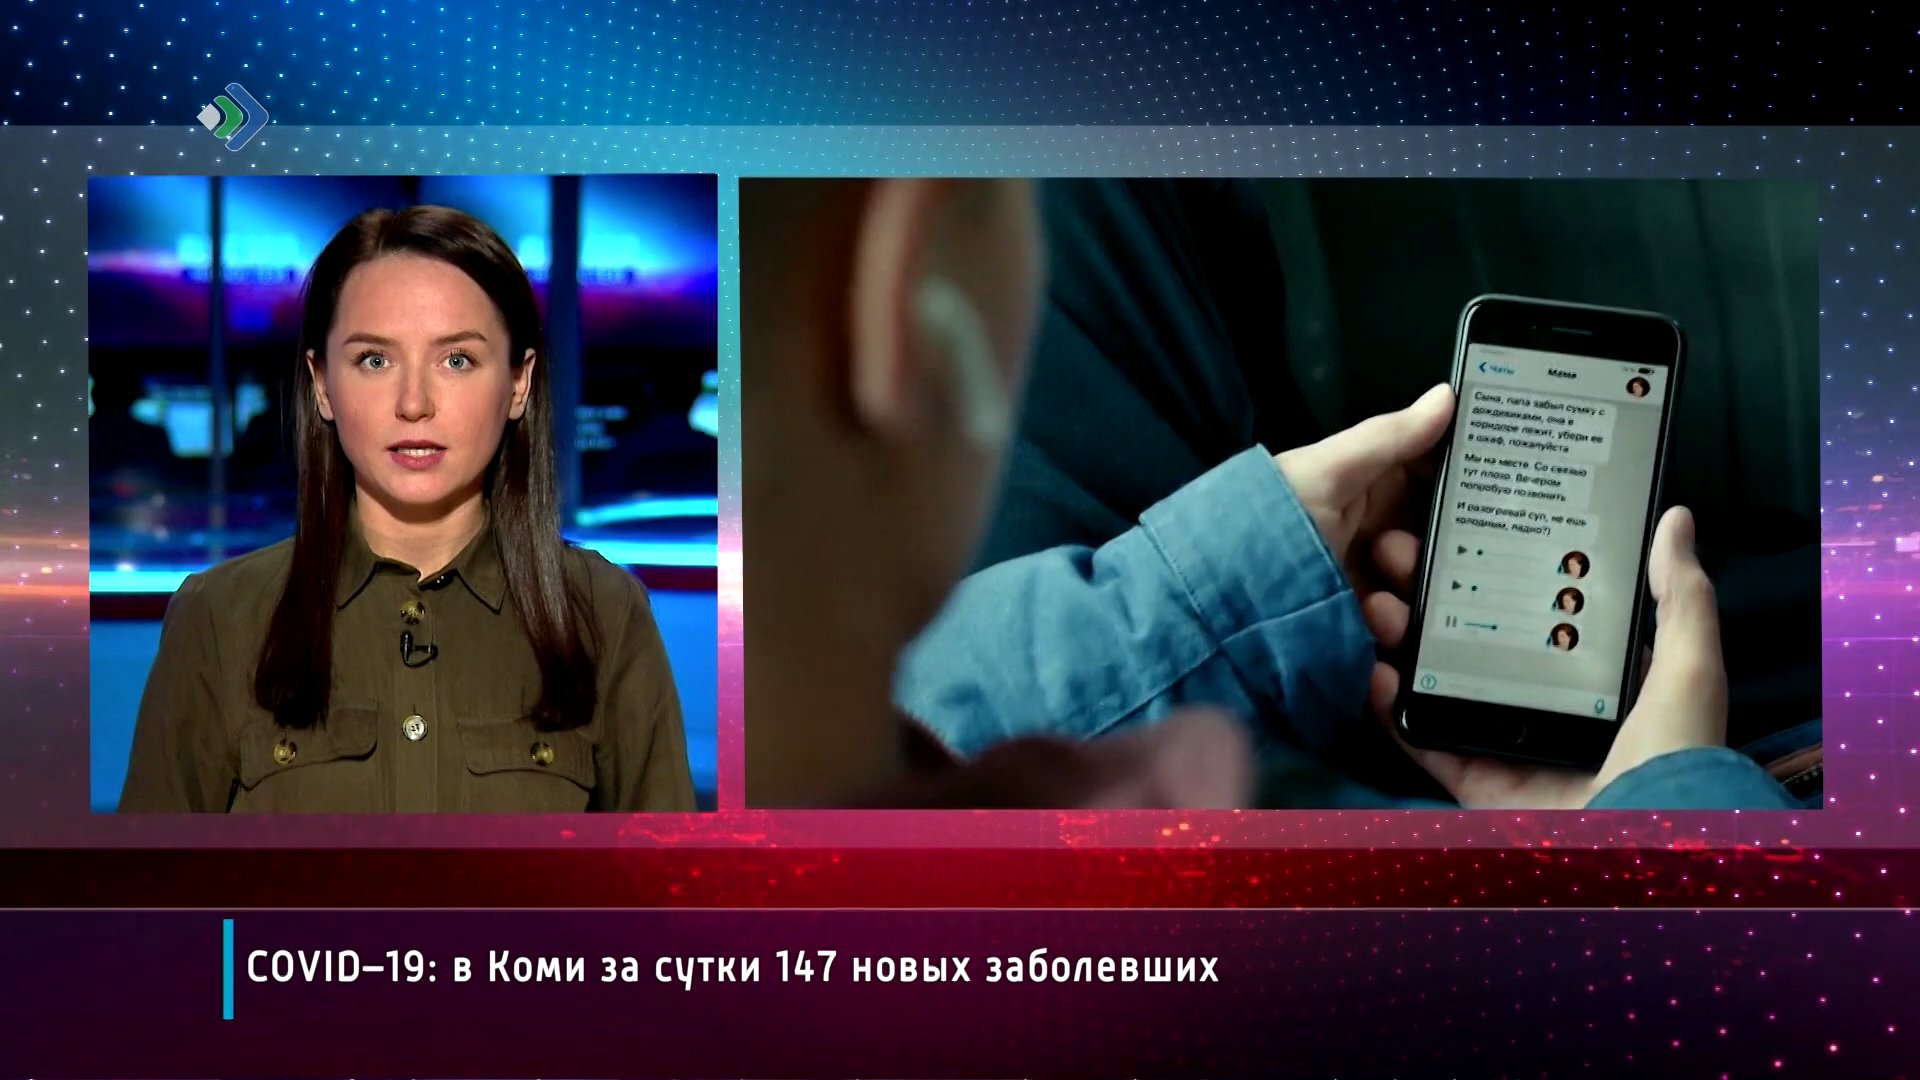 Чаты
Мама
Сына, папа забыл сумку с
дождевиками, она в
коридоре лежит, убери ее
в шкаф, пожалуйста
Мы на месте. Со связью
тут плохо. Вечером
попробую позвонить
И разогревай суп, не ешь
холодным, ладно?)
COVID–19: в Коми за сутки 147 новых заболевших